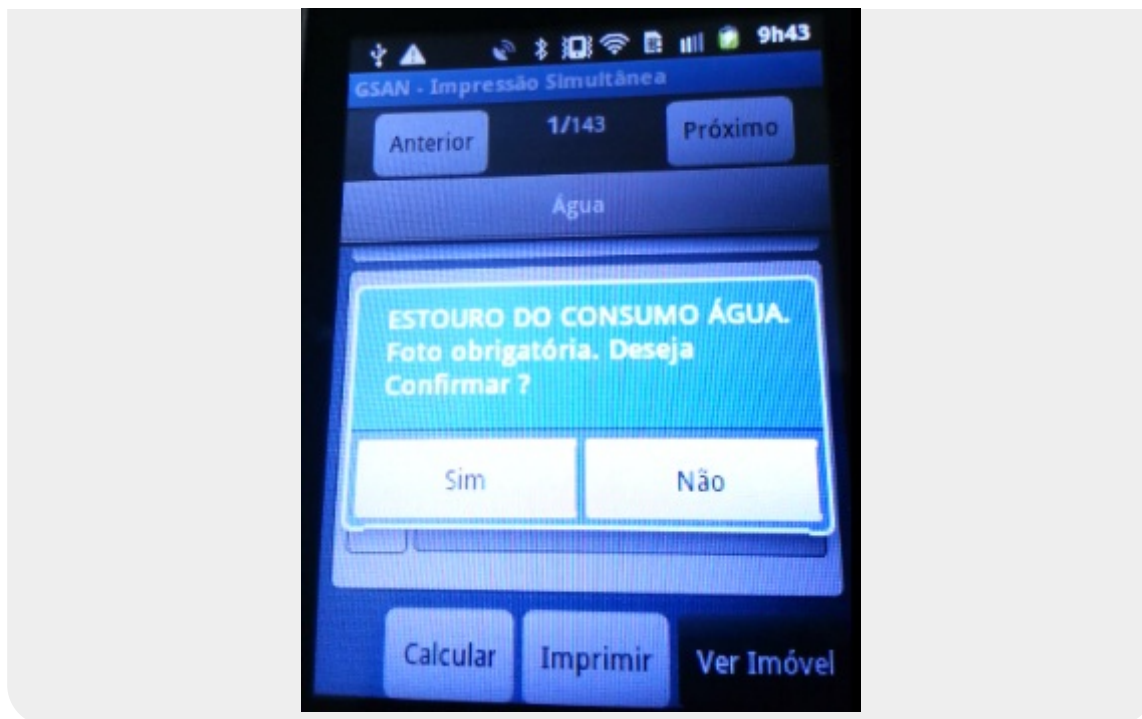 9h43
GSAN - Impressão Simultânea
Anterior
1/143
Próximo
Água
ESTOURO DO CONSUMO ÁGUA.
Foto obrigatória. Deseja
Confirmar ?
Sim
Não
Calcular
Imprimir
Ver Imóvel